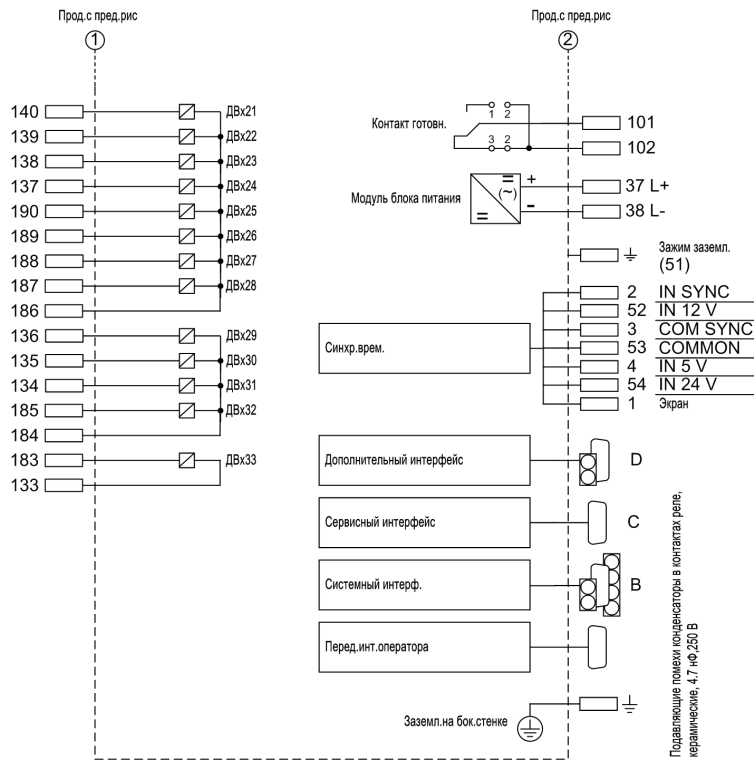 Прод.с пред.рис
1
140 ДВх21
139 ДВх22
138 ДВх23
137 ДВх24
190 ДВх25
189 ДВх26
188 ДВх27
187 ДВх28
186
136 ДВх29
135 ДВх30
134 ДВх31
185 ДВх32
184
183 ДВх33
133
Прод.с пред.рис
2
Контакт готовн.
1 2
3 2
101
102
Модуль блока питания
= (~) =
+
-
37 L+
38 L-
Зажим заземл.
(51)
Синхр.врем.
2 IN SYNC
52 IN 12 V
3 COM SYNC
53 COMMON
4 IN 5 V
54 IN 24 V
1 Экран
Дополнительный интерфейс
D
Сервисный интерфейс
C
Системный интерф.
B
Перед.инт.оператора
Заземл.на бок.стенке
Подавляющие помехи конденсаторы в контактах реле,
керамические, 4.7 нФ,250 В